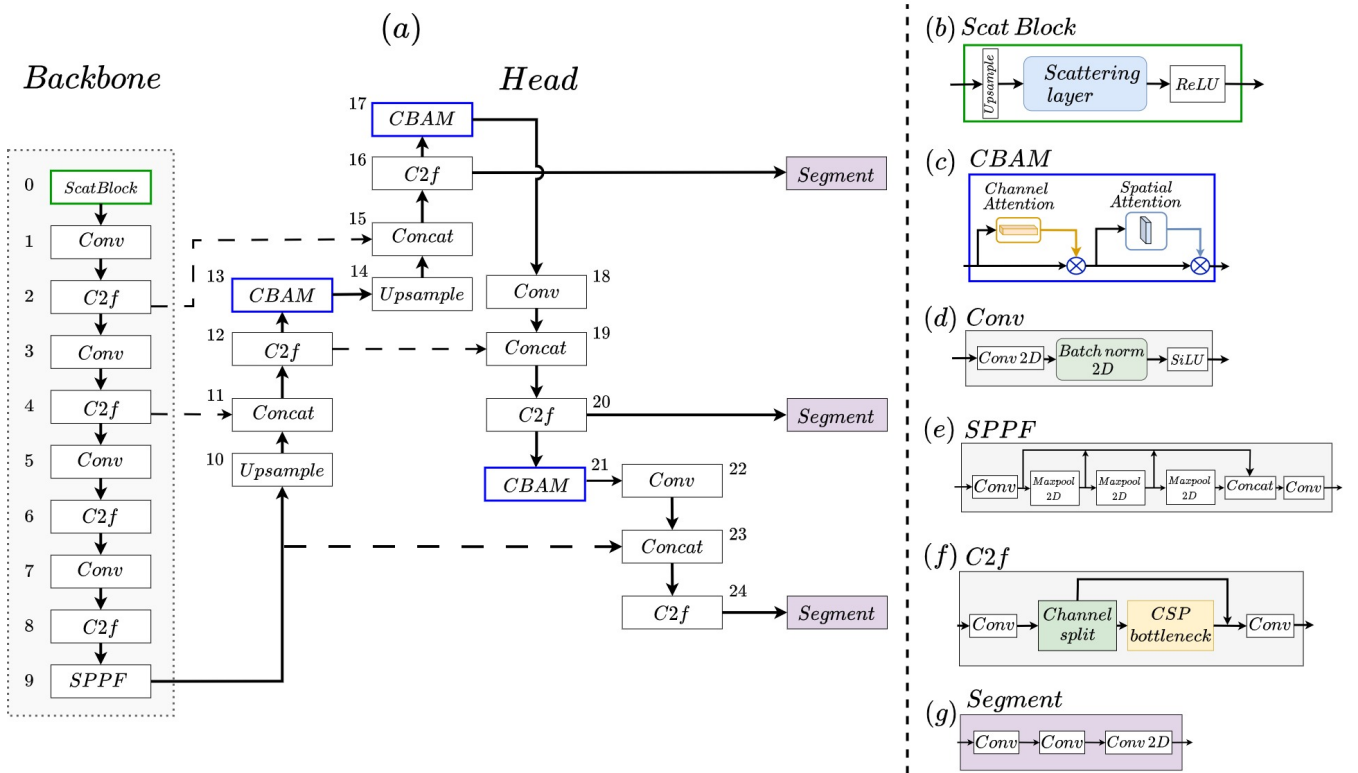 (a)
Backbone
Head
0
ScatBlock
1
Conv
2
C2f
3
Conv
4
C2f
5
Conv
6
C2f
7
Conv
8
C2f
9
SPPF
10
Upsample
11
Concat
12
C2f
13
CBAM
14
Upsample
15
Concat
16
C2f
17
CBAM
18
Conv
19
Concat
20
C2f
21
CBAM
22
Conv
23
Concat
24
C2f
Segment
Segment
Segment
(b) Scat Block
Upsample
Scattering
layer
ReLU
(c) CBAM
Channel
Attention
Spatial
Attention
(d) Conv
Conv 2D
Batch norm
2D
SiLU
(e) SPPF
Conv
Maxpool
2D
Maxpool
2D
Maxpool
2D
Concat
Conv
(f) C2f
Conv
Channel
split
CSP
bottleneck
Conv
(g) Segment
Conv
Conv
Conv 2D